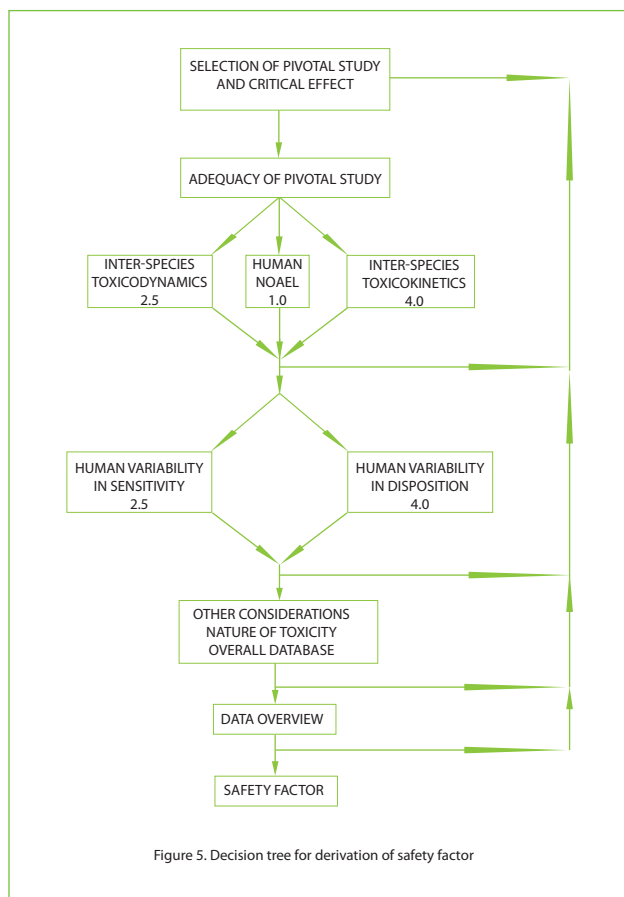 SELECTION OF PIVOTAL STUDY
AND CRITICAL EFFECT
ADEQUACY OF PIVOTAL STUDY
INTER-SPECIES
TOXICODYNAMICS
2.5
HUMAN
NOAEL
1.0
INTER-SPECIES
TOXICOKINETICS
4.0
HUMAN VARIABILITY
IN SENSITIVITY
2.5
HUMAN VARIABILITY
IN DISPOSITION
4.0
OTHER CONSIDERATIONS
NATURE OF TOXICITY
OVERALL DATABASE
DATA OVERVIEW
SAFETY FACTOR
Figure 5. Decision tree for derivation of safety factor